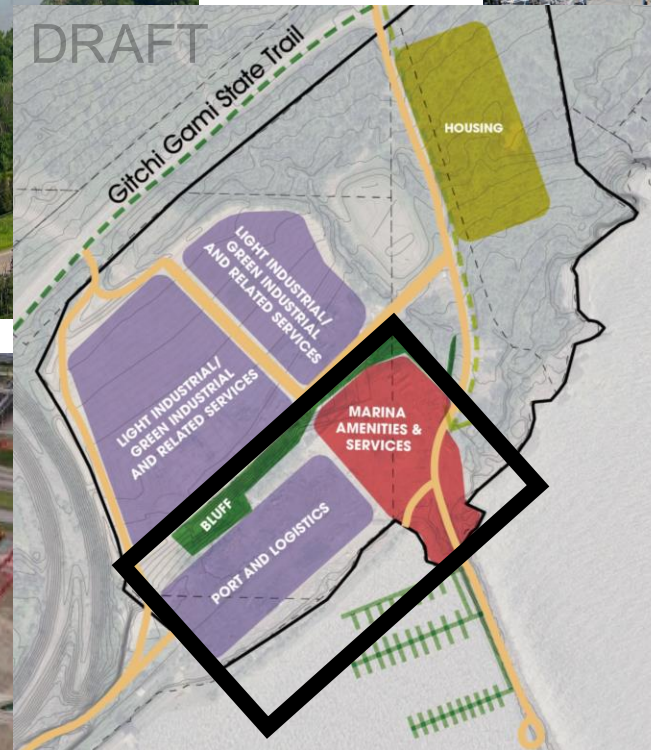 DRAFT
Gitchi Gami State Trail
HOUSING
LIGHT INDUSTRIAL/
GREEN INDUSTRIAL
AND RELATED SERVICES
LIGHT INDUSTRIAL/
GREEN INDUSTRIAL
AND RELATED SERVICES
MARINA
AMENITIES &
SERVICES
BLUFF
PORT AND LOGISTICS